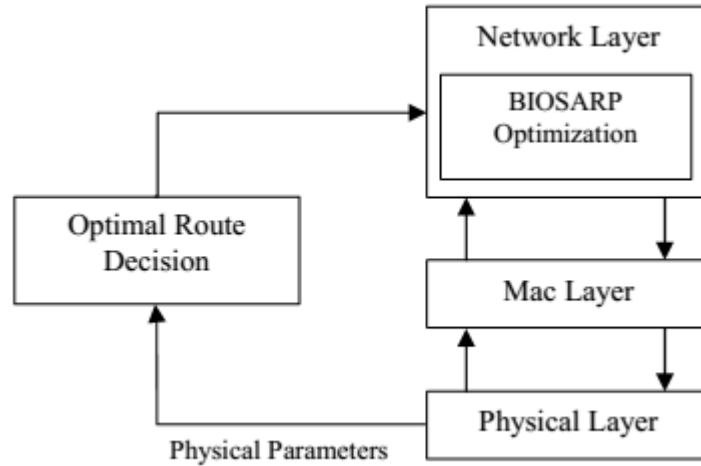 Network Layer
BIOSARP
Optimization
Optimal Route
Decision
Mac Layer
Physical Layer
Physical Parameters